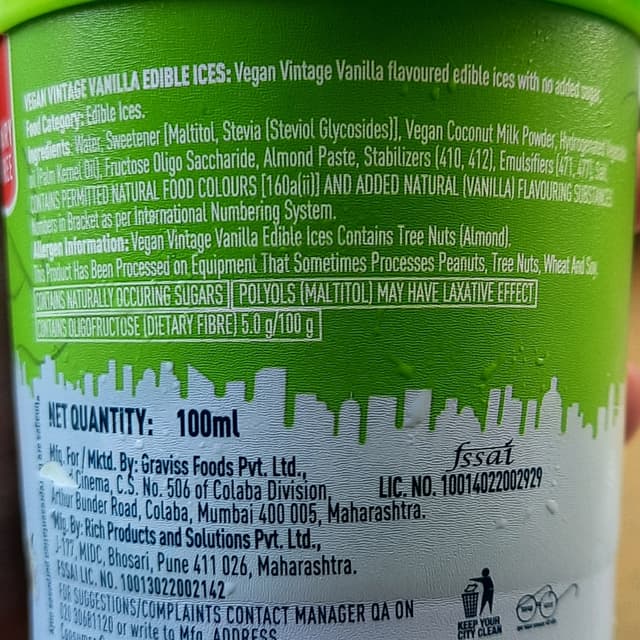 VEGAN VINTAGE VANILLA EDIBLE ICES: Vegan Vintage Vanilla flavoured edible ices with no added sugar.
Food Category: Edible Ices.
Ingredients: Water, Sweetener [Maltitol, Stevia (Steviol Glycosides)], Vegan Coconut Milk Powder, Hydrogenated
Oil (Palm Kernel Oil), Fructose Oligo Saccharide, Almond Paste, Stabilizers (410, 412), Emulsifiers (471, 477), Salt.
CONTAINS PERMITTED NATURAL FOOD COLOURS [160a(ii)] AND ADDED NATURAL (VANILLA) FLAVOURING SUBSTANCES
Numbers in Bracket as per International Numbering System.
Allergen Information: Vegan Vintage Vanilla Edible Ices Contains Tree Nuts (Almond).
This Product Has Been Processed on Equipment That Sometimes Processes Peanuts, Tree Nuts, Wheat And Soy.
CONTAINS NATURALLY OCCURING SUGARS POLYOLS (MALTITOL) MAY HAVE LAXATIVE EFFECT
CONTAINS OLIGOFRUCTOSE (DIETARY FIBRE) 5.0 g/100 g
NET QUANTITY: 100ml
Mfg. For / Mktd. By: Graviss Foods Pvt. Ltd.,
Cinema, C.S. No. 506 of Colaba Division,
Arthur Bunder Road, Colaba, Mumbai 400 005, Maharashtra.
fssai
LIC. NO. 10014022002929
Mfg. By: Rich Products and Solutions Pvt. Ltd.,
J-177, MIDC, Bhosari, Pune 411 026, Maharashtra.
FSSAI LIC. NO. 10013022002142
FOR SUGGESTIONS/COMPLAINTS CONTACT MANAGER QA ON
020 30681120 or write to Mfg. ADDRESS
KEEP YOUR
CITY CLEAN